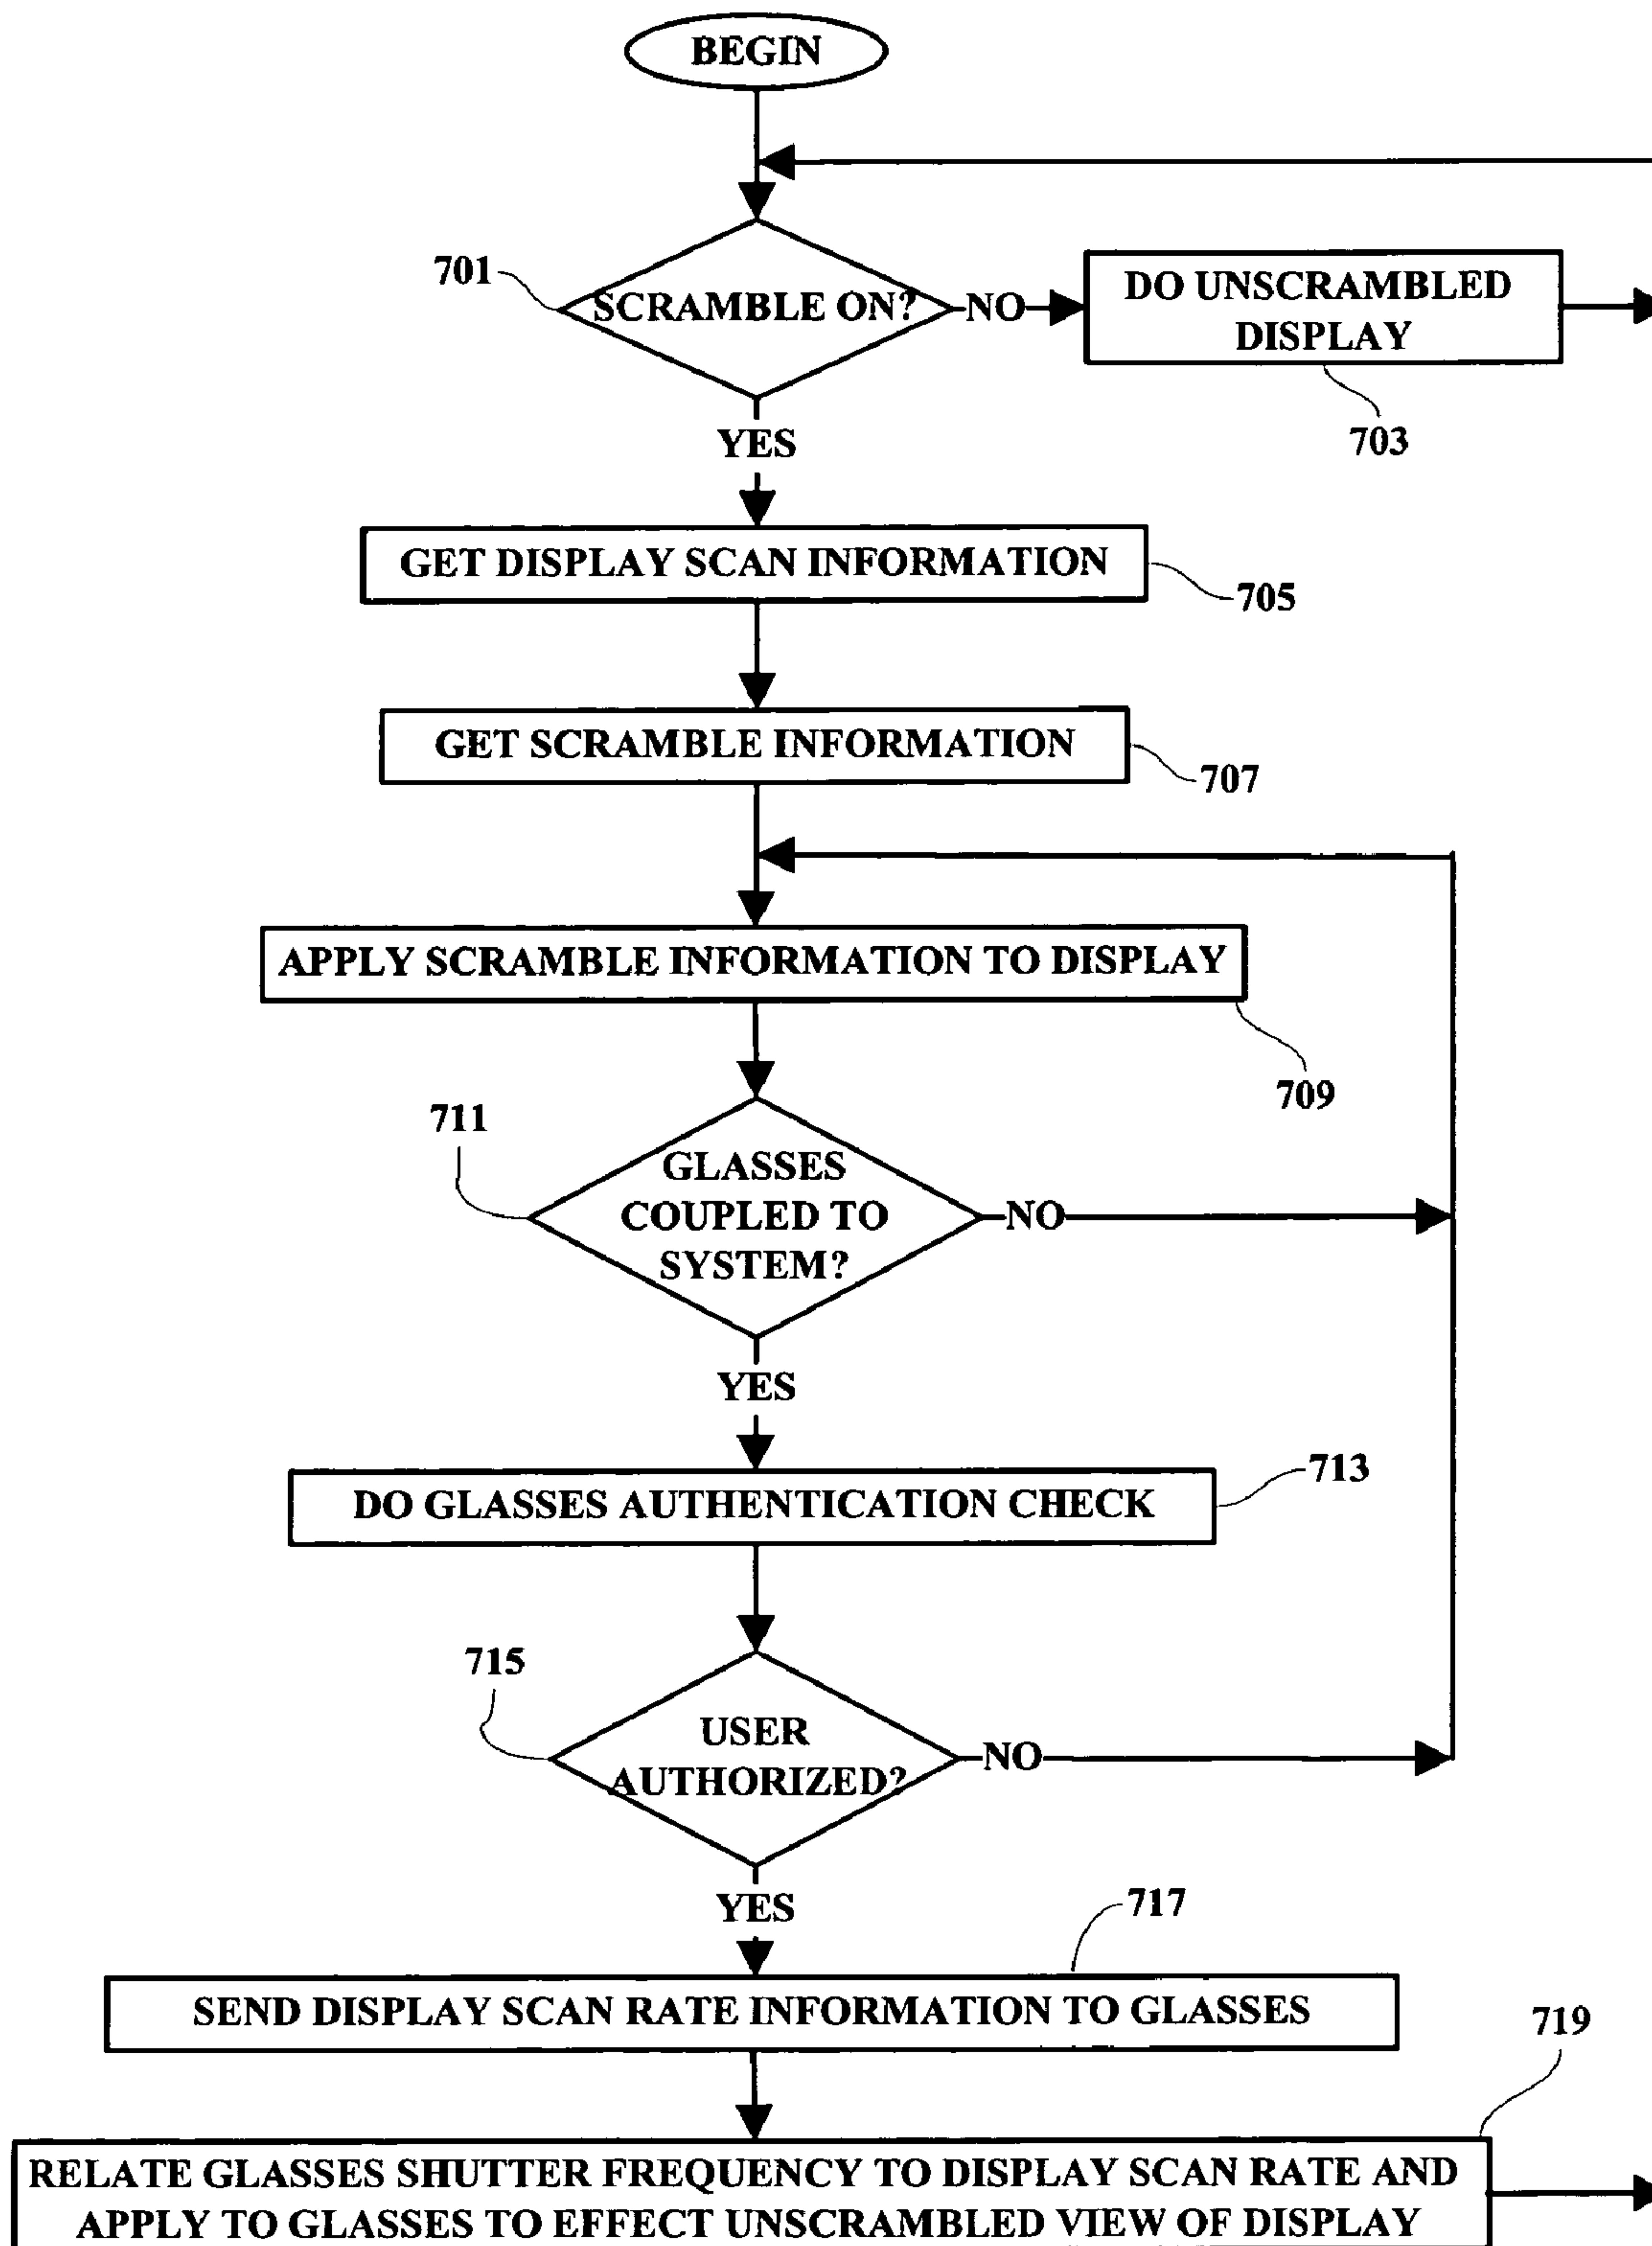 BEGIN
701
SCRAMBLE ON?
NO
DO UNSCRAMBLED
DISPLAY
703
YES
GET DISPLAY SCAN INFORMATION
705
GET SCRAMBLE INFORMATION
707
APPLY SCRAMBLE INFORMATION TO DISPLAY
709
711
GLASSES
COUPLED TO
SYSTEM?
NO
YES
DO GLASSES AUTHENTICATION CHECK
713
715
USER
AUTHORIZED?
NO
YES
717
SEND DISPLAY SCAN RATE INFORMATION TO GLASSES
719
RELATE GLASSES SHUTTER FREQUENCY TO DISPLAY SCAN RATE AND
APPLY TO GLASSES TO EFFECT UNSCRAMBLED VIEW OF DISPLAY